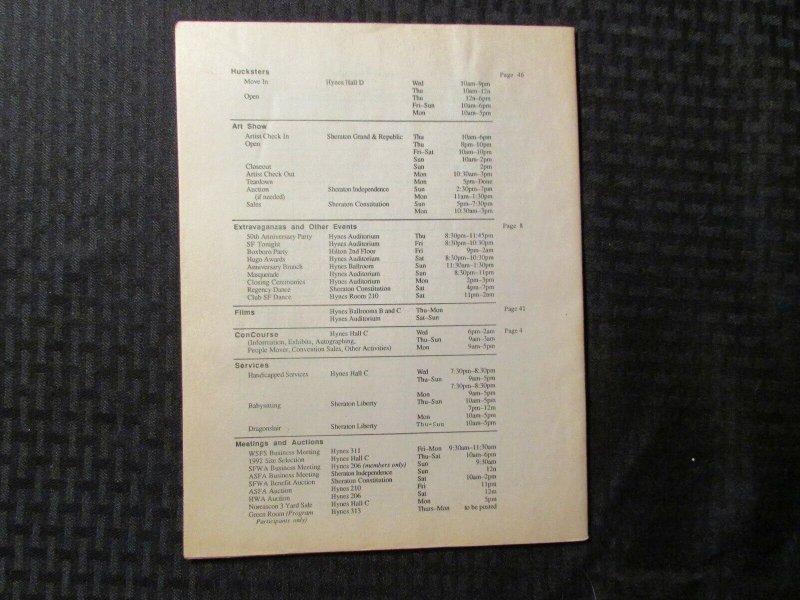 Hucksters Page 46
Move In Hynes Hall D Wed 10am–9pm
Thu 10am–12n
Open Thu 12n–6pm
Fri–Sun 10am–6pm
Mon 10am–5pm
Art Show
Artist Check In Sheraton Grand & Republic Thu 10am–6pm
Open Thu 8pm–10pm
Fri–Sat 10am–10pm
Sun 10am–2pm
Closeout Sun 2pm
Artist Check Out Mon 10:30am–3pm
Teardown Mon 5pm–Done
Auction Sheraton Independence Sun 2:30pm–7pm
(if needed) Mon 11am–1:30pm
Sales Sheraton Constitution Sun 5pm–7:30pm
Mon 10:30am–3pm
Extravaganzas and Other Events Page 8
50th Anniversary Party Hynes Auditorium Thu 8:30pm–11:45pm
SF Tonight Hynes Auditorium Fri 8:30pm–10:30pm
Boxboro Party Hilton 2nd Floor Fri 9pm–2am
Hugo Awards Hynes Auditorium Sat 8:30pm–10:30pm
Anniversary Brunch Hynes Ballroom Sun 11:30am–1:30pm
Masquerade Hynes Auditorium Sun 8:30pm–11pm
Closing Ceremonies Hynes Auditorium Mon 2pm–3pm
Regency Dance Sheraton Constitution Sat 4pm–7pm
Club SF Dance Hynes Room 210 Sat 11pm–2am
Films Hynes Ballrooms B and C Thu–Mon Page 41
Hynes Auditorium Sat–Sun
ConCourse Hynes Hall C Wed 6pm–2am Page 4
(Information, Exhibits, Autographing, Thu–Sun 9am–3am
People Mover, Convention Sales, Other Activities) Mon 9am–5pm
Services
Handicapped Services Hynes Hall C Wed 7:30pm–8:30pm
Thu–Sun 9am–5pm
7:30pm–8:30pm
Mon 9am–5pm
Babysitting Sheraton Liberty Thu–Sun 10am–5pm
7pm–12m
Mon 10am–5pm
Dragonslair Sheraton Liberty Thu–Sun 10am–5pm
Meetings and Auctions
WSFS Business Meeting Hynes 311 Fri–Mon 9:30am–11:30am
1992 Site Selection Hynes Hall C Thu–Sat 10am–6pm
SFWA Business Meeting Hynes 206 (members only) Sun 9:30am
ASFA Business Meeting Sheraton Independence Sun 12n
SFWA Benefit Auction Sheraton Constitution Sat 10am–2pm
ASFA Auction Hynes 210 Fri 11pm
HWA Auction Hynes 206 Sat 12m
Noreascon 3 Yard Sale Hynes Hall C Mon 5pm
Green Room (Program Hynes 313 Thurs–Mon to be posted
Participants only)